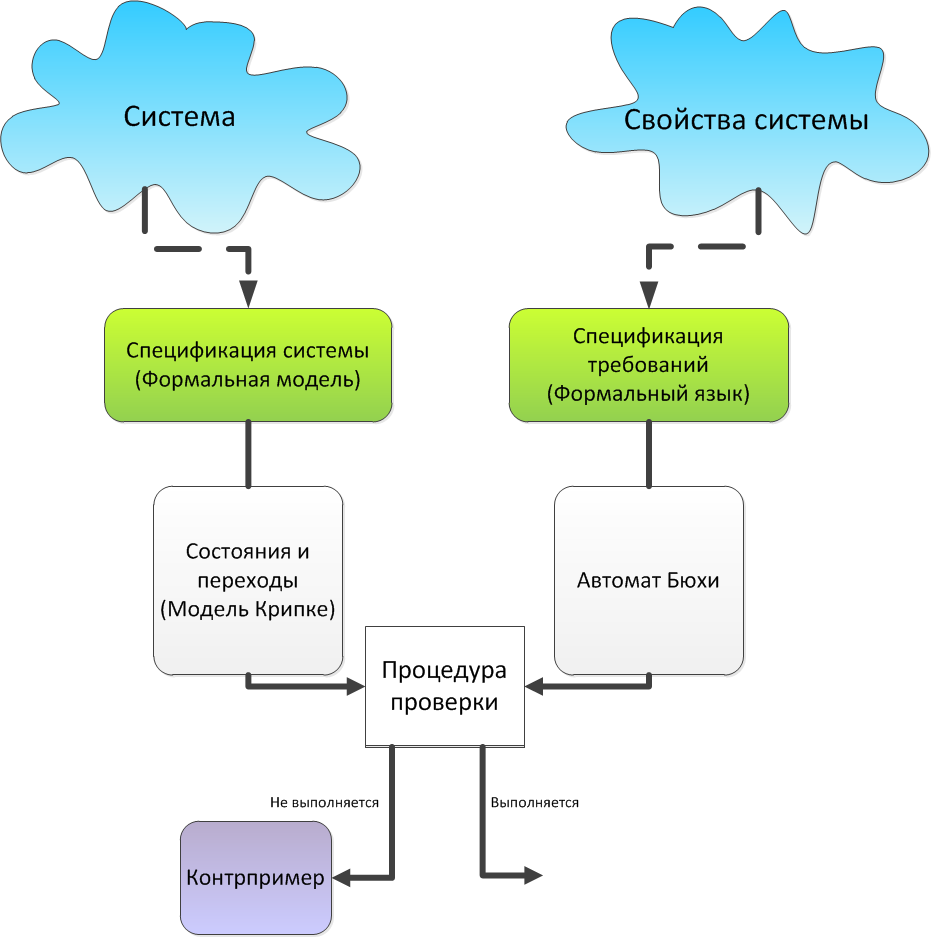 Система
Свойства системы
Спецификация системы
(Формальная модель)
Спецификация
требований
(Формальный язык)
Состояния и
переходы
(Модель Крипке)
Автомат Бюхи
Процедура
проверки
Не выполняется
Выполняется
Контрпример